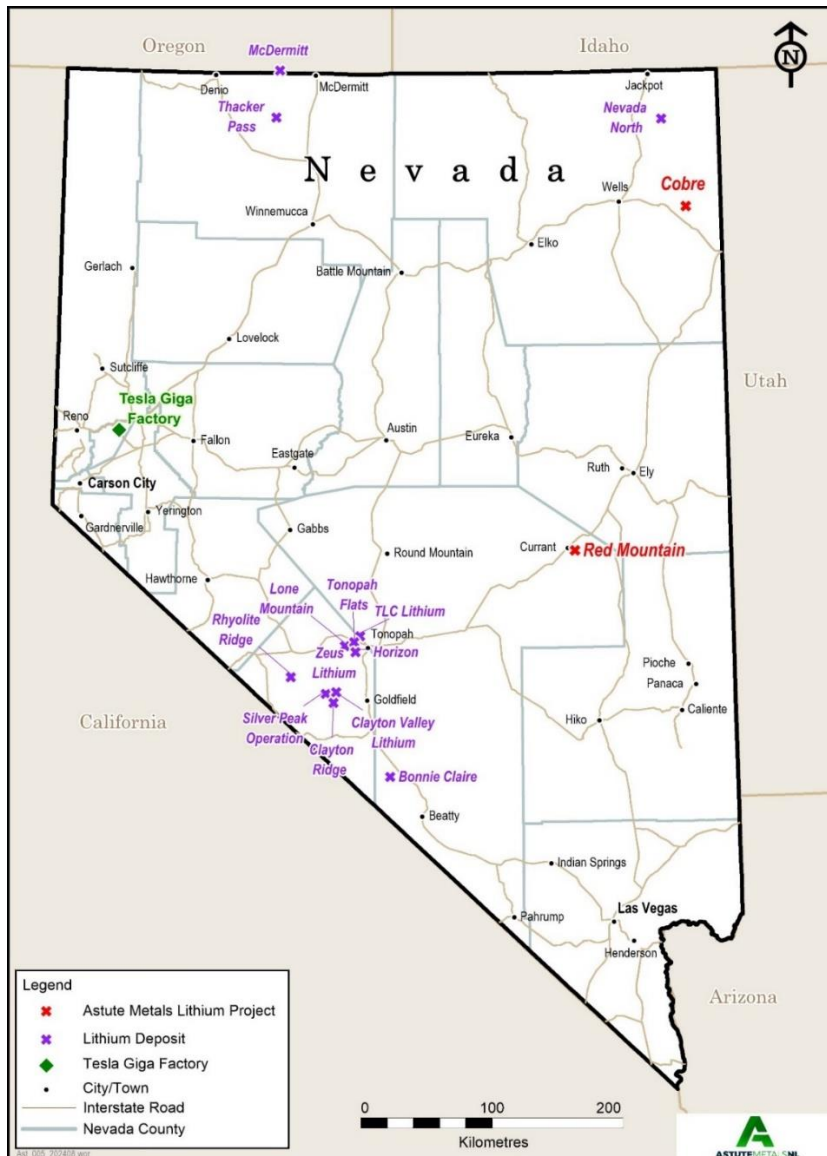 Oregon
McDermitt
Idaho
N
Denio
McDermitt
Jackpot
Thacker
Pass
Nevada
North
Nevada
Cobre
Wells
Winnemucca
Elko
Gerlach
Battle Mountain
Lovelock
Utah
Sutcliffe
Tesla Giga
Factory
Reno
Fallon
Austin
Eureka
Eastgate
Ruth
Ely
Carson City
Yerington
Gardnerville
Gabbs
Round Mountain
Currant
Red Mountain
Hawthorne
Lone
Mountain
Tonopah
Flats
TLC Lithium
Rhyolite
Ridge
Tonopah
Zeus
Lithium
Horizon
Pioche
Panaca
Caliente
Goldfield
California
Silver Peak
Operation
Clayton
Ridge
Clayton Valley
Lithium
Hiko
Bonnie Claire
Beatty
Indian Springs
Las Vegas
Pahrump
Henderson
Arizona
Legend
Astute Metals Lithium Project
Lithium Deposit
Tesla Giga Factory
City/Town
Interstate Road
Nevada County
0 100 200
Kilometres
ASTUTEMETALSNL
Ast_005_202408.wor